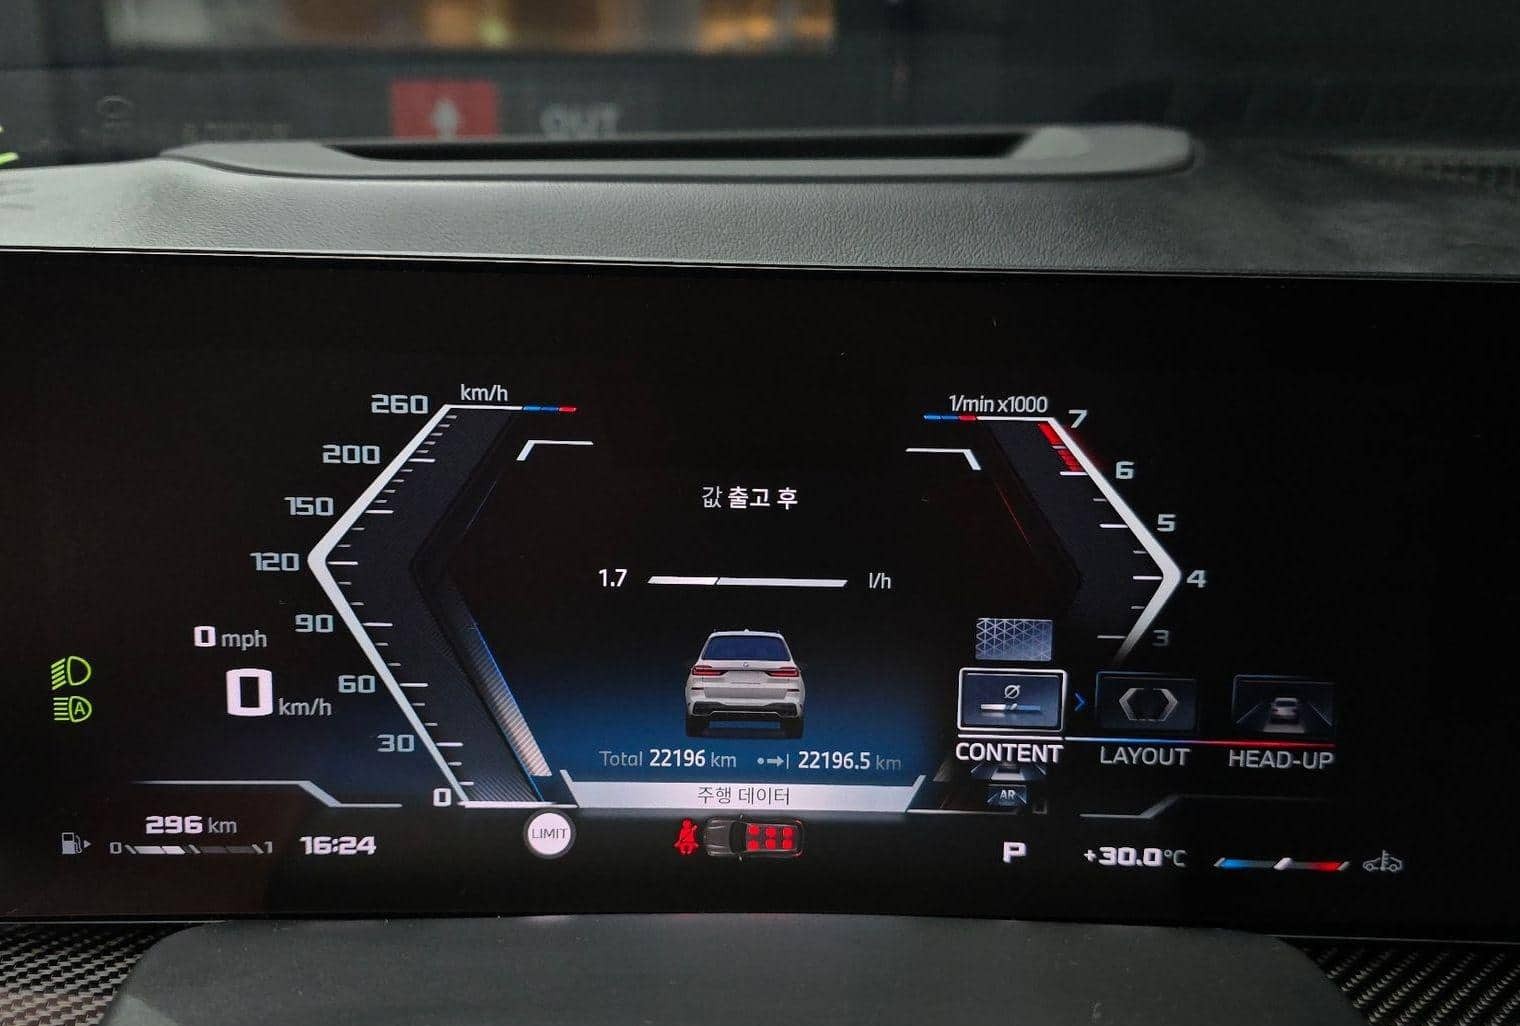 OUT
km/h
1/min x1000
260
200
150
120
90
60
30
0
7
6
5
4
3
값 출고 후
1.7 l/h
0 mph
0 km/h
Total 22196 km 22196.5 km
주행 데이터
CONTENT LAYOUT HEAD-UP
AR
296 km
0 1
16:24
LIMIT
P
+30.0°C
A